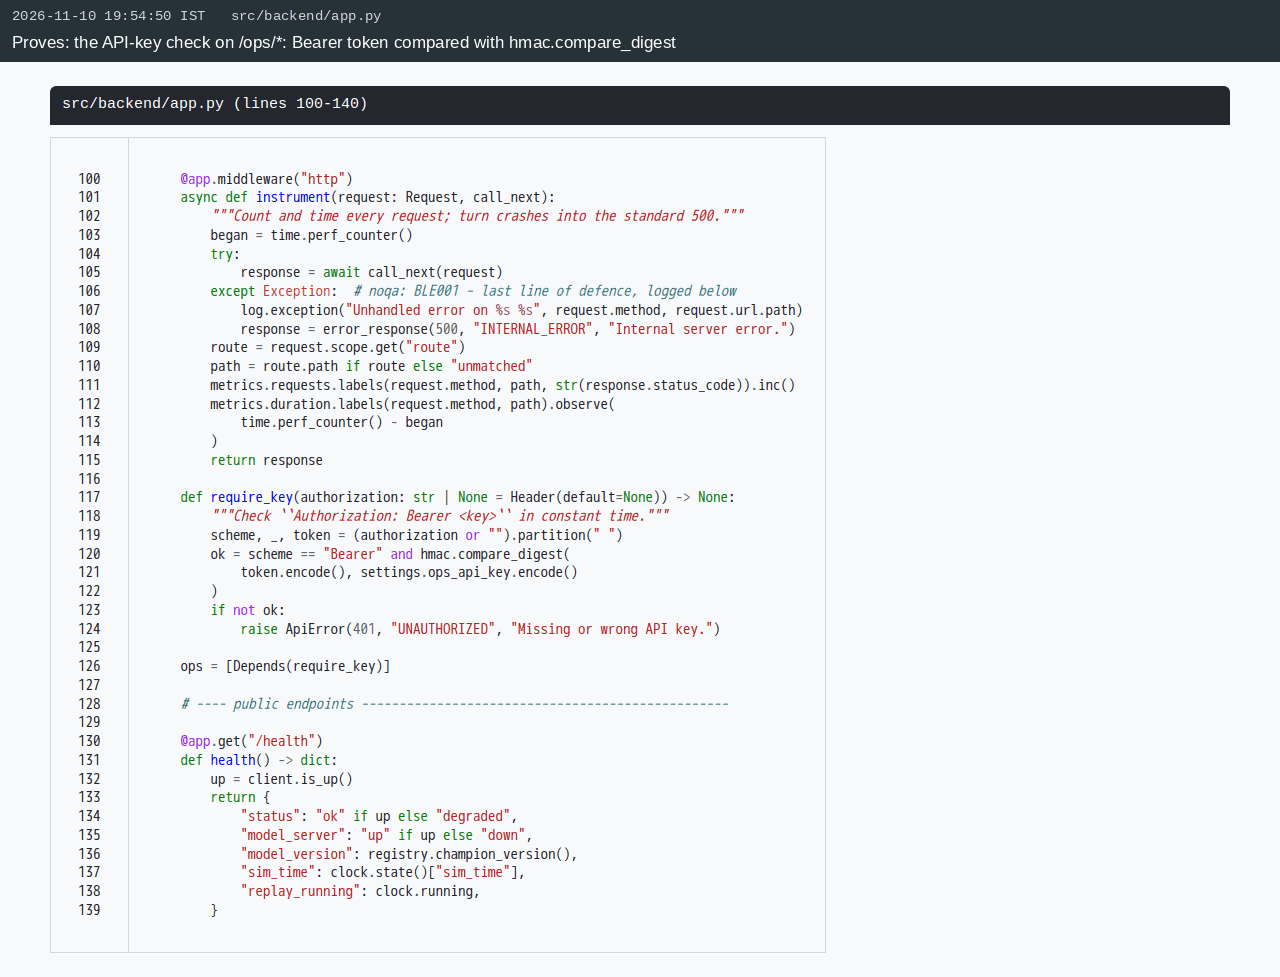 2026-11-10 19:54:50 IST src/backend/app.py
Proves: the API-key check on /ops/*: Bearer token compared with hmac.compare_digest
src/backend/app.py (lines 100-140)
100 @app.middleware("http")
101 async def instrument(request: Request, call_next):
102 """Count and time every request; turn crashes into the standard 500."""
103 began = time.perf_counter()
104 try:
105 response = await call_next(request)
106 except Exception:  # noqa: BLE001 - last line of defence, logged below
107 log.exception("Unhandled error on %s %s", request.method, request.url.path)
108 response = error_response(500, "INTERNAL_ERROR", "Internal server error.")
109 route = request.scope.get("route")
110 path = route.path if route else "unmatched"
111 metrics.requests.labels(request.method, path, str(response.status_code)).inc()
112 metrics.duration.labels(request.method, path).observe(
113 time.perf_counter() - began
114 )
115 return response
116
117 def require_key(authorization: str | None = Header(default=None)) -> None:
118 """Check ``Authorization: Bearer <key>`` in constant time."""
119 scheme, _, token = (authorization or "").partition(" ")
120 ok = scheme == "Bearer" and hmac.compare_digest(
121 token.encode(), settings.ops_api_key.encode()
122 )
123 if not ok:
124 raise ApiError(401, "UNAUTHORIZED", "Missing or wrong API key.")
125
126 ops = [Depends(require_key)]
127
128 # ---- public endpoints -------------------------------------------------
129
130 @app.get("/health")
131 def health() -> dict:
132 up = client.is_up()
133 return {
134 "status": "ok" if up else "degraded",
135 "model_server": "up" if up else "down",
136 "model_version": registry.champion_version(),
137 "sim_time": clock.state()["sim_time"],
138 "replay_running": clock.running,
139 }